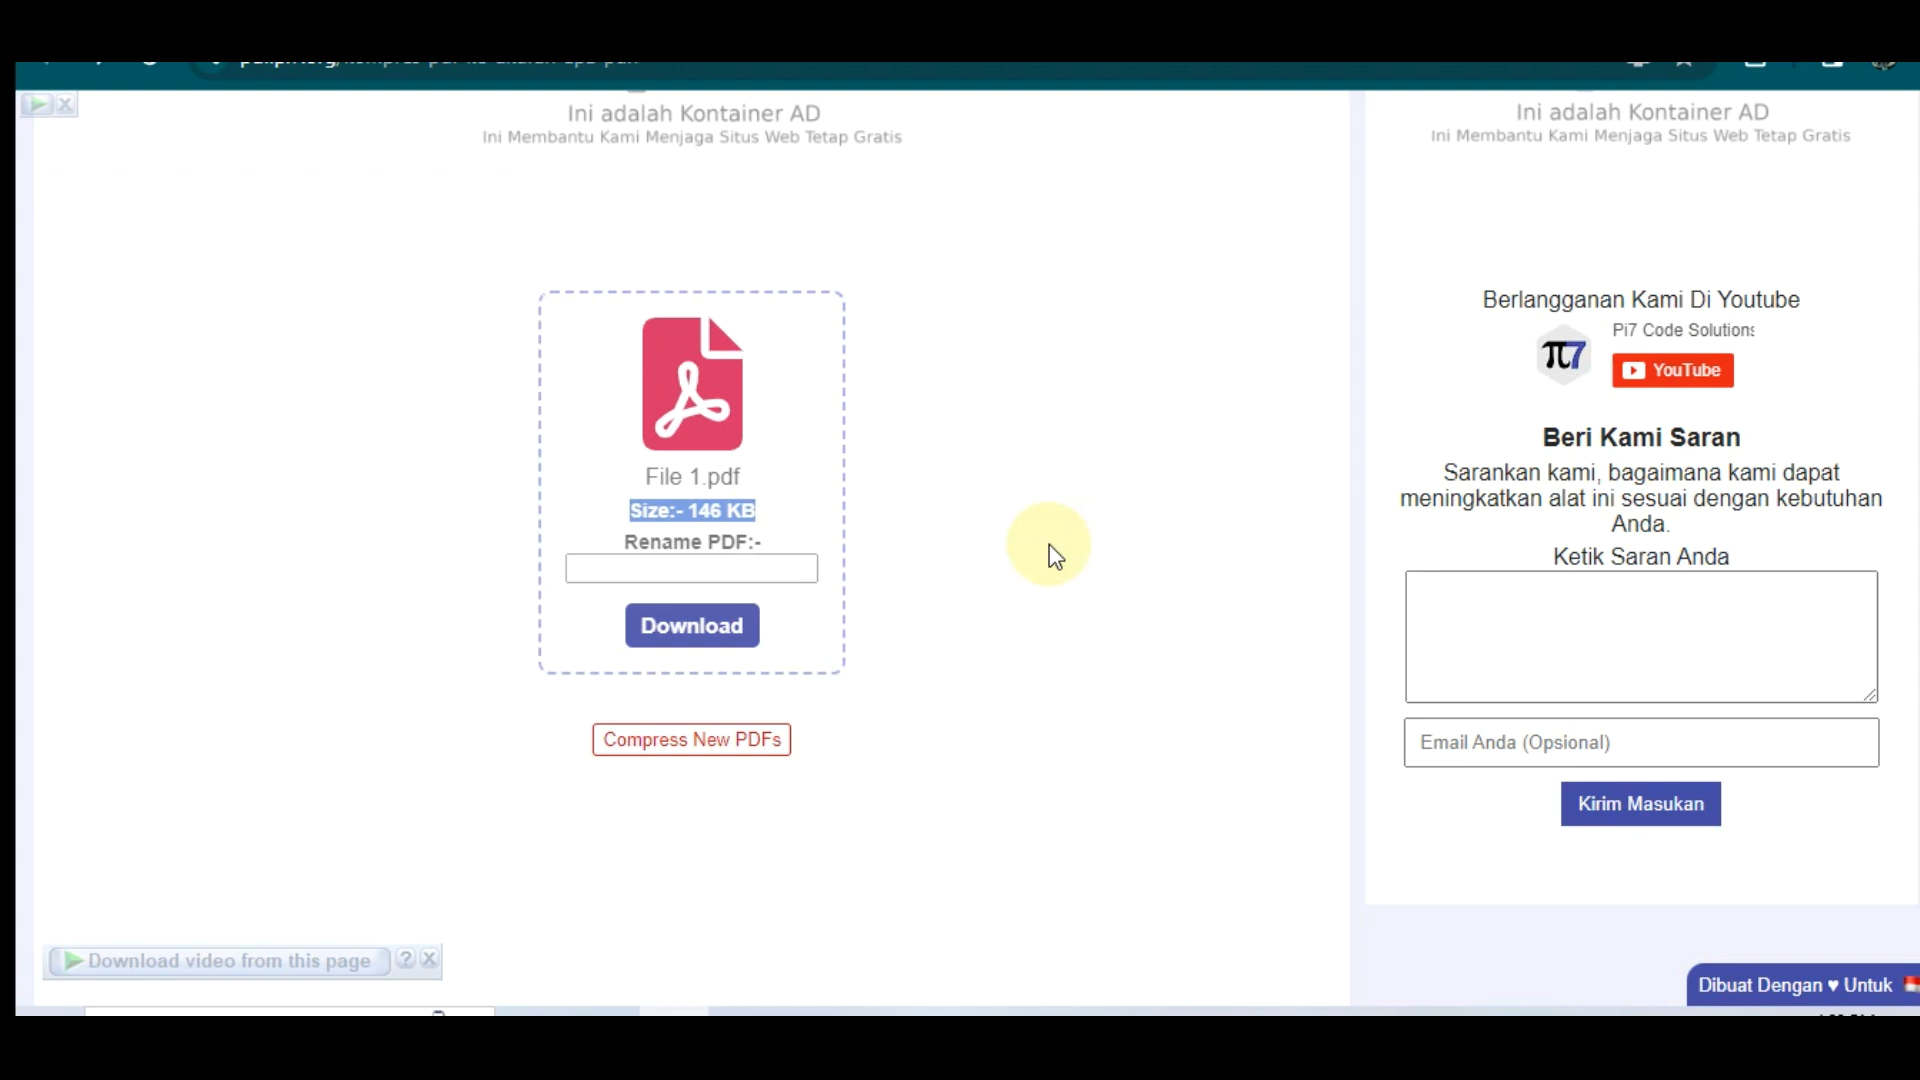 Ini adalah Kontainer AD
Ini Membantu Kami Menjaga Situs Web Tetap Gratis
File 1.pdf
Size:- 146 KB
Rename PDF:-
Download
Compress New PDFs
Download video from this page
?
Ini adalah Kontainer AD
Ini Membantu Kami Menjaga Situs Web Tetap Gratis
Berlangganan Kami Di Youtube
π7
Pi7 Code Solutions
YouTube
Beri Kami Saran
Sarankan kami, bagaimana kami dapat
meningkatkan alat ini sesuai dengan kebutuhan
Anda.
Ketik Saran Anda
Email Anda (Opsional)
Kirim Masukan
Dibuat Dengan ♥ Untuk